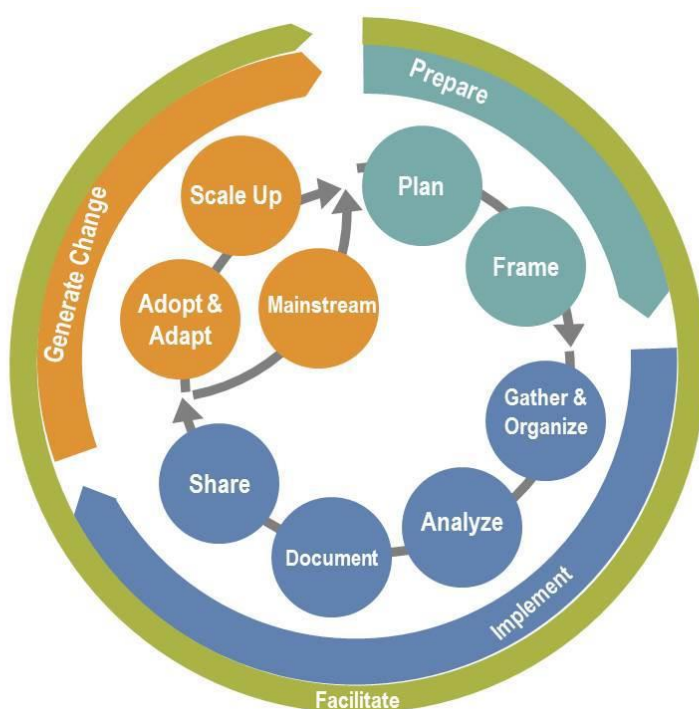 Prepare
Plan
Frame
Gather &
Organize
Analyze
Document
Share
Implement
Adopt &
Adapt
Scale Up
Mainstream
Generate Change
Facilitate